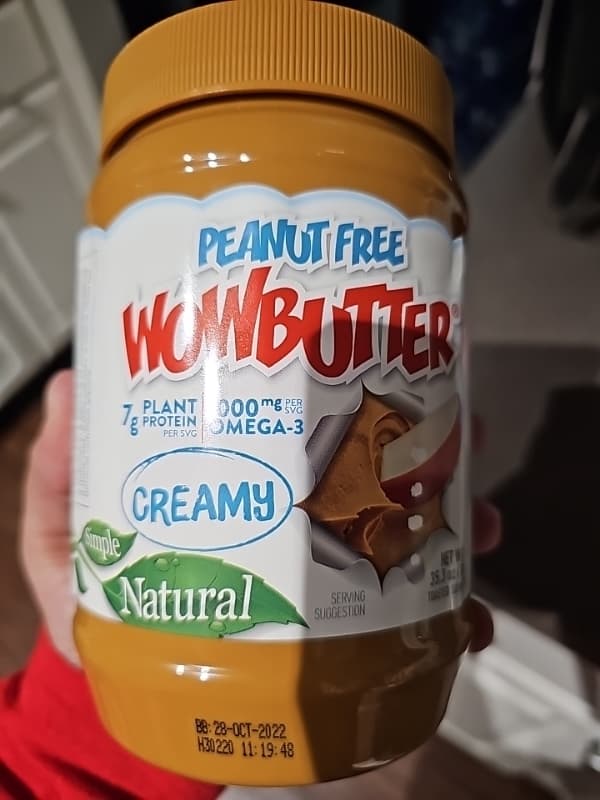 PEANUT FREE
WOWBUTTER®
7g PLANT PROTEIN PER SVG
000mg PER SVG OMEGA-3
CREAMY
Simple
Natural
SERVING
SUGGESTION
NET
BB: 28-OCT-2022
H30220 11:19:48